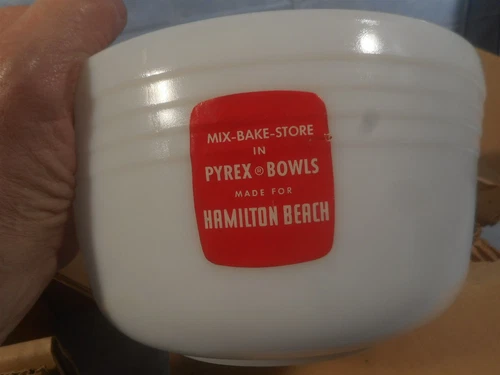 MIX-BAKE-STORE
IN
PYREX ® BOWLS
MADE FOR
HAMILTON BEACH